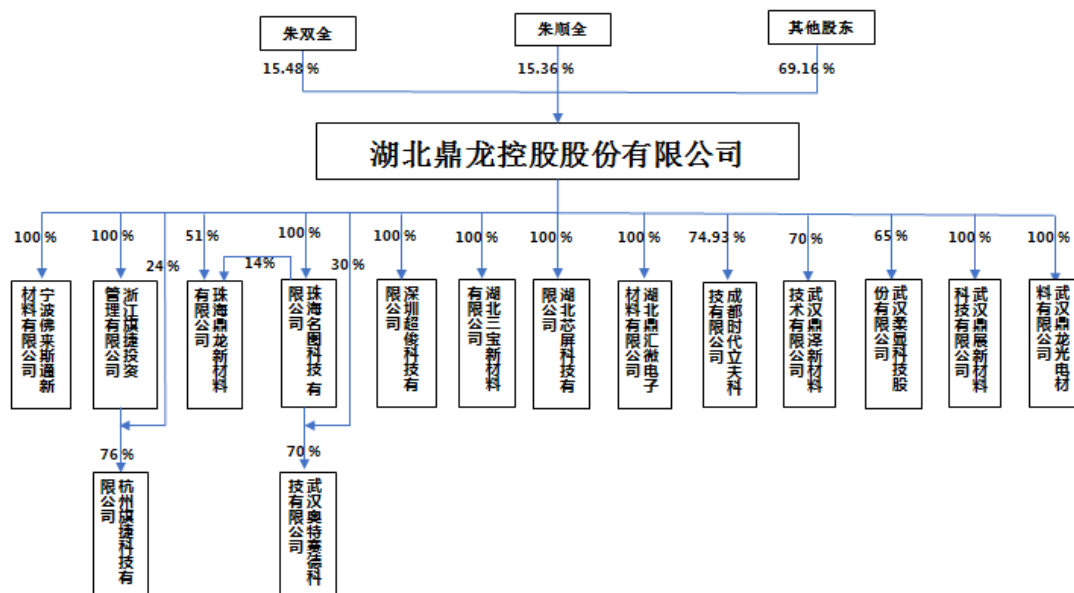 朱双全
朱顺全
其他股东
15.48 %
15.36 %
69.16 %
湖北鼎龙控股股份有限公司
100 %
100 %
24 %
51 %
14%
100 %
30 %
100 %
100 %
100 %
100 %
74.93 %
70 %
65 %
100 %
100 %
宁波佛来斯通新
材料有限公司
浙江旗捷投资
管理有限公司
珠海鼎龙新材料
有限公司
珠海名图科技有
限公司
深圳超俊科技有
限公司
湖北三宝新材料
有限公司
湖北芯屏科技有
限公司
湖北鼎汇微电子
材料有限公司
成都时代立夫科
技有限公司
武汉鼎泽新材料
技术有限公司
武汉柔显科技股
份有限公司
武汉鼎展新材料
科技有限公司
武汉鼎龙光电材
料有限公司
76 %
70 %
杭州旗捷科技有
限公司
武汉奥特赛德科
技有限公司